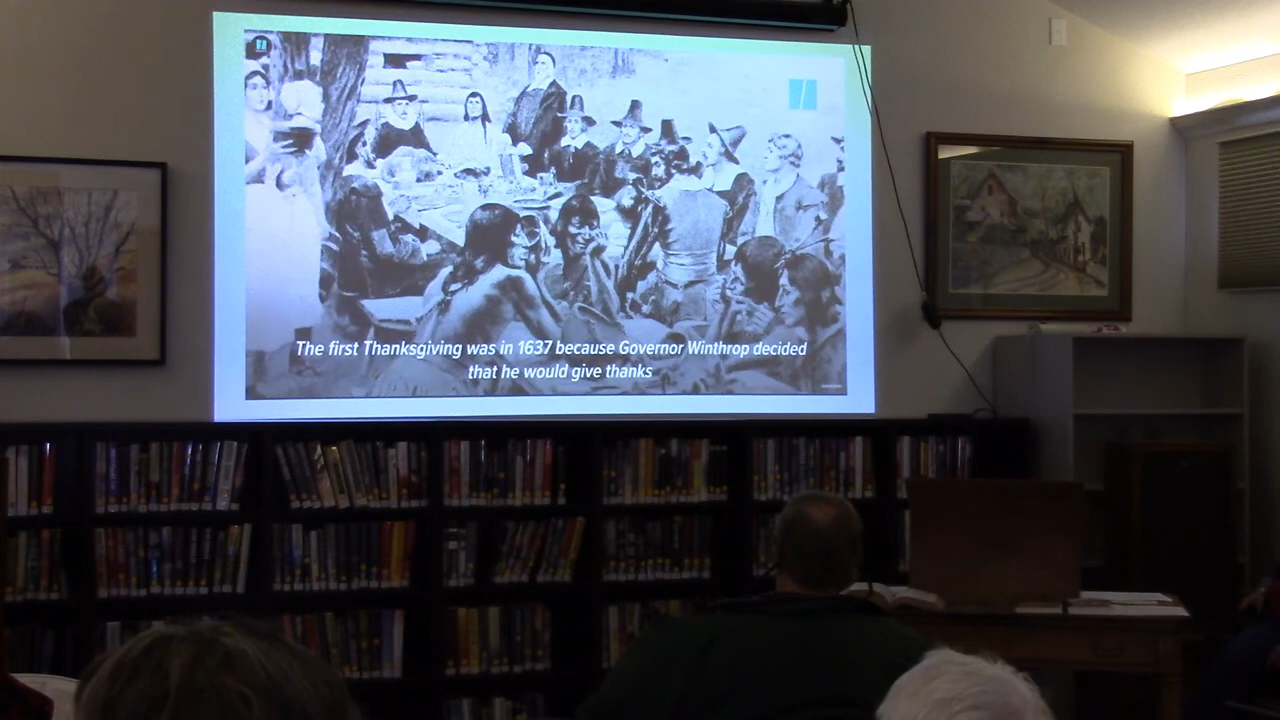 The first Thanksgiving was in 1637 because Governor Winthrop decided
that he would give thanks